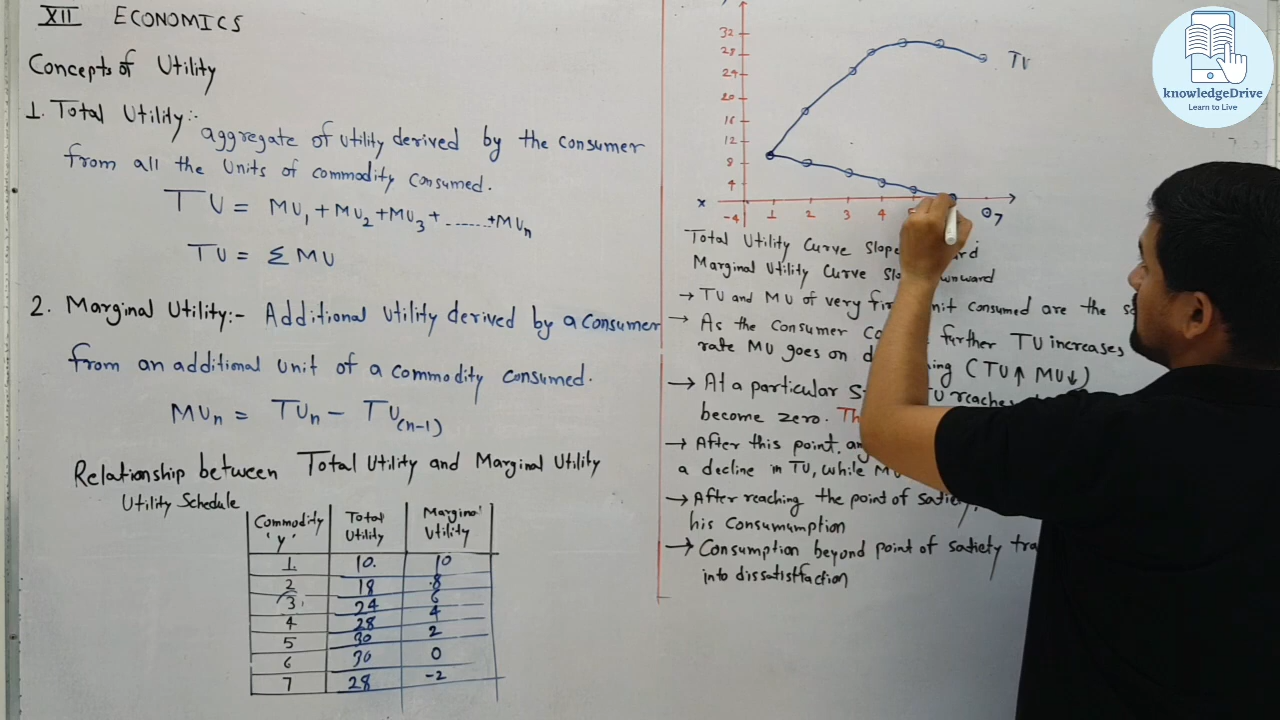 XII ECONOMICS
Concepts of Utility
1. Total Utility:- aggregate of utility derived by the consumer
from all the units of commodity consumed.
TU = MU1 + MU2 + MU3 + ....... + MUn
TU = Σ MU
2. Marginal Utility:- Additional utility derived by a consumer
from an additional unit of a commodity consumed.
MUn = TUn - TU(n-1)
Relationship between Total Utility and Marginal Utility
Utility Schedule
Commodity 'y' Total Utility Marginal Utility
1. 10. 10
2 18 8
3 24 6
4 28 4
5 30 2
6 30 0
7 28 -2
32
28
24
20
16
12
8
4
-4
TU
x 1 2 3 4 7
Total Utility Curve
Marginal Utility Curve
→ TU and MU of very consumed are the
→ As the consumer further TU increases
rate MU goes on (TU↑ MU↓)
→ At a particular TU
become zero.
→ After this point,
a decline in TU, while
→ After reaching the point of
his Consumumption
→ Consumption beyond point of satiety
into dissatistfaction
knowledgeDrive
Learn to Live